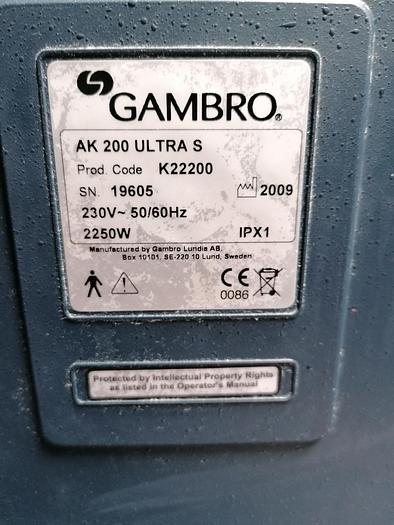 GAMBRO®
AK 200 ULTRA S
Prod. Code K22200
SN. 19605 2009
230V~ 50/60Hz
2250W IPX1
Manufactured by Gambro Lundia AB,
Box 10101, SE-220 10 Lund, Sweden
CE
0086
Protected by Intellectual Property Rights
as listed in the Operator's Manual